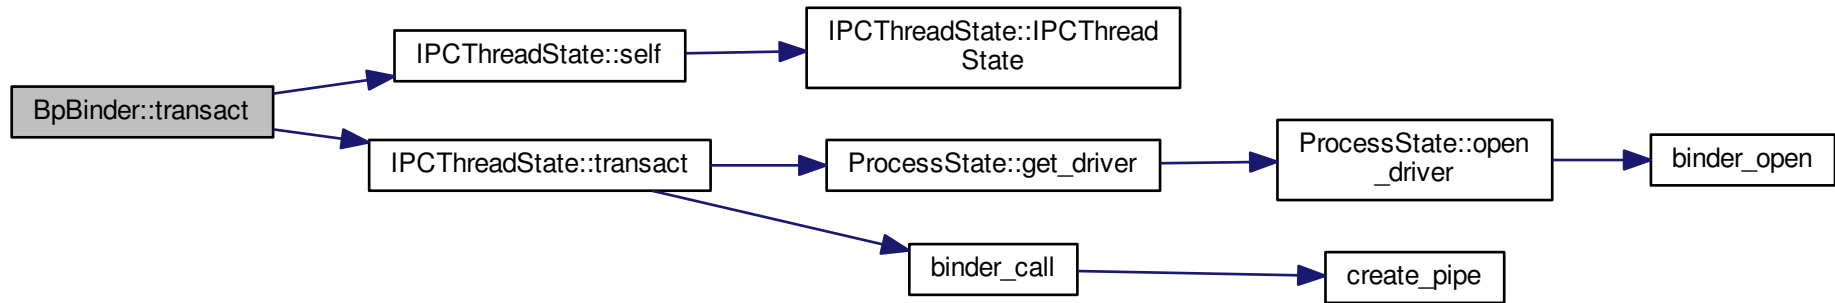 BpBinder::transact
IPCThreadState::self
IPCThreadState::IPCThread
State
IPCThreadState::transact
ProcessState::get_driver
ProcessState::open
_driver
binder_open
binder_call
create_pipe